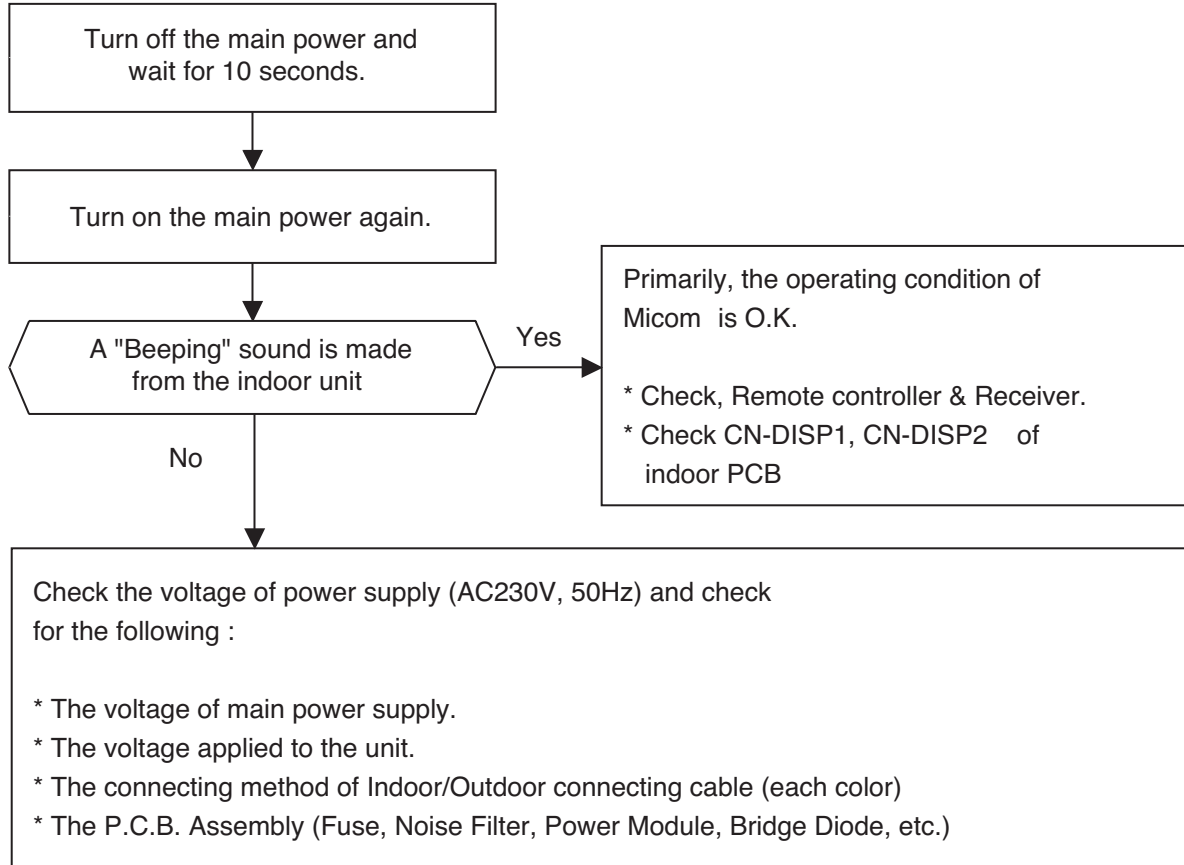 Turn off the main power and
wait for 10 seconds.
Turn on the main power again.
A "Beeping" sound is made
from the indoor unit
Yes
Primarily, the operating condition of
Micom is O.K.
* Check, Remote controller & Receiver.
* Check CN-DISP1, CN-DISP2 of
indoor PCB
No
Check the voltage of power supply (AC230V, 50Hz) and check
for the following :
* The voltage of main power supply.
* The voltage applied to the unit.
* The connecting method of Indoor/Outdoor connecting cable (each color)
* The P.C.B. Assembly (Fuse, Noise Filter, Power Module, Bridge Diode, etc.)